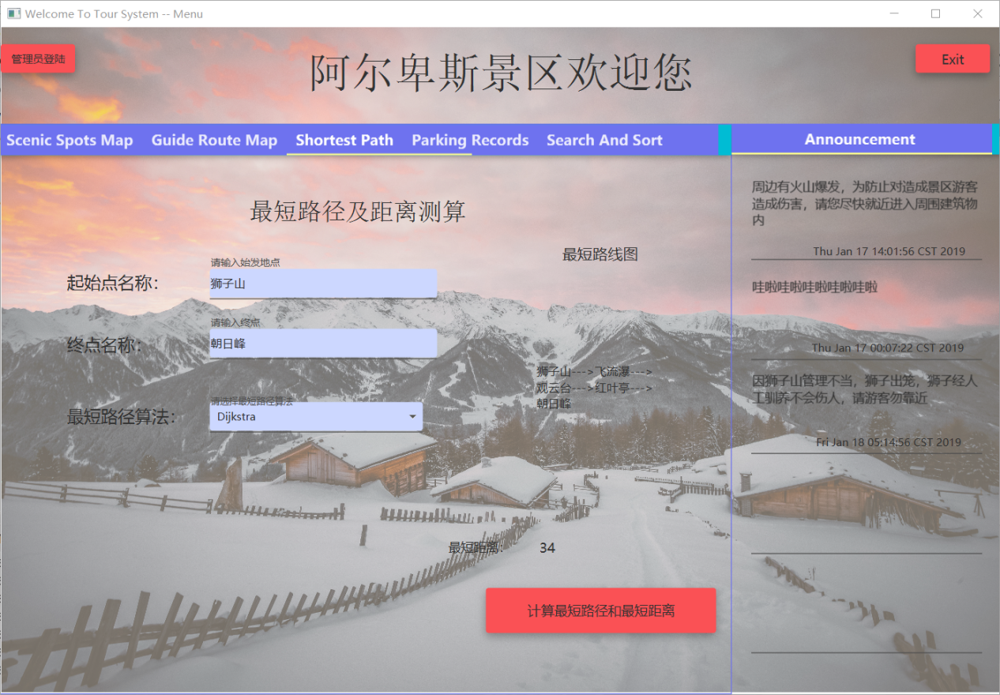 Welcome To Tour System -- Menu
管理员登陆
阿尔卑斯景区欢迎您
Exit
Scenic Spots Map
Guide Route Map
Shortest Path
Parking Records
Search And Sort
Announcement
最短路径及距离测算
请输入始发地点
起始点名称:
狮子山
请输入终点
终点名称:
朝日峰
请选择最短路径算法
最短路径算法:
Dijkstra
最短路线图
狮子山--->飞流瀑--->
观云台--->红叶亭--->
朝日峰
最短距离:
34
计算最短路径和最短距离
周边有火山爆发，为防止对造成景区游客
造成伤害，请您尽快就近进入周围建筑物
内
Thu Jan 17 14:01:56 CST 2019
哇啦哇啦哇啦哇啦哇啦
Thu Jan 17 00:07:22 CST 2019
因狮子山管理不当，狮子出笼，狮子经人
工驯养不会伤人，请游客勿靠近
Fri Jan 18 05:14:56 CST 2019